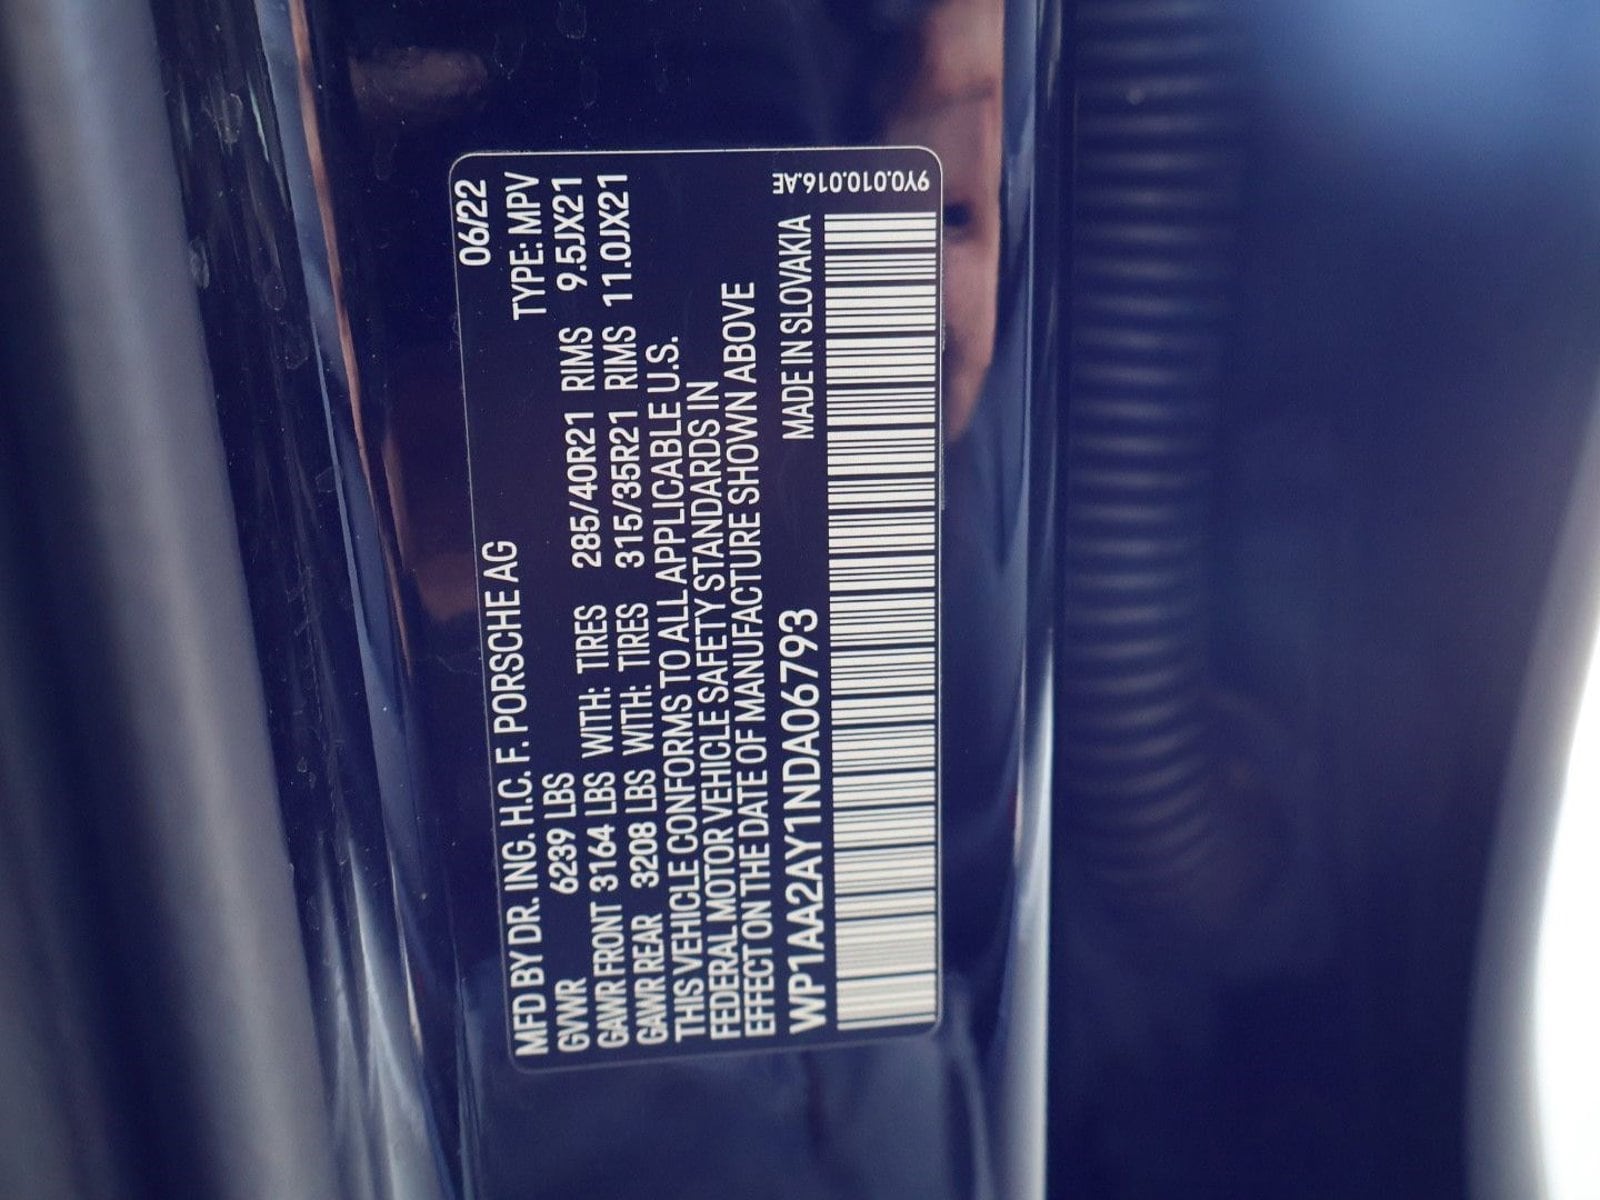 06/22
MFD BY DR. ING. H.C. F. PORSCHE AG
GVWR 6239 LBS TYPE: MPV
GAWR FRONT 3164 LBS WITH: TIRES 285/40R21 RIMS 9.5JX21
GAWR REAR 3208 LBS WITH: TIRES 315/35R21 RIMS 11.0JX21
THIS VEHICLE CONFORMS TO ALL APPLICABLE U.S.
FEDERAL MOTOR VEHICLE SAFETY STANDARDS IN
EFFECT ON THE DATE OF MANUFACTURE SHOWN ABOVE
WP1AA2AY1NDA06793 MADE IN SLOVAKIA
9Y0.010.016.AE